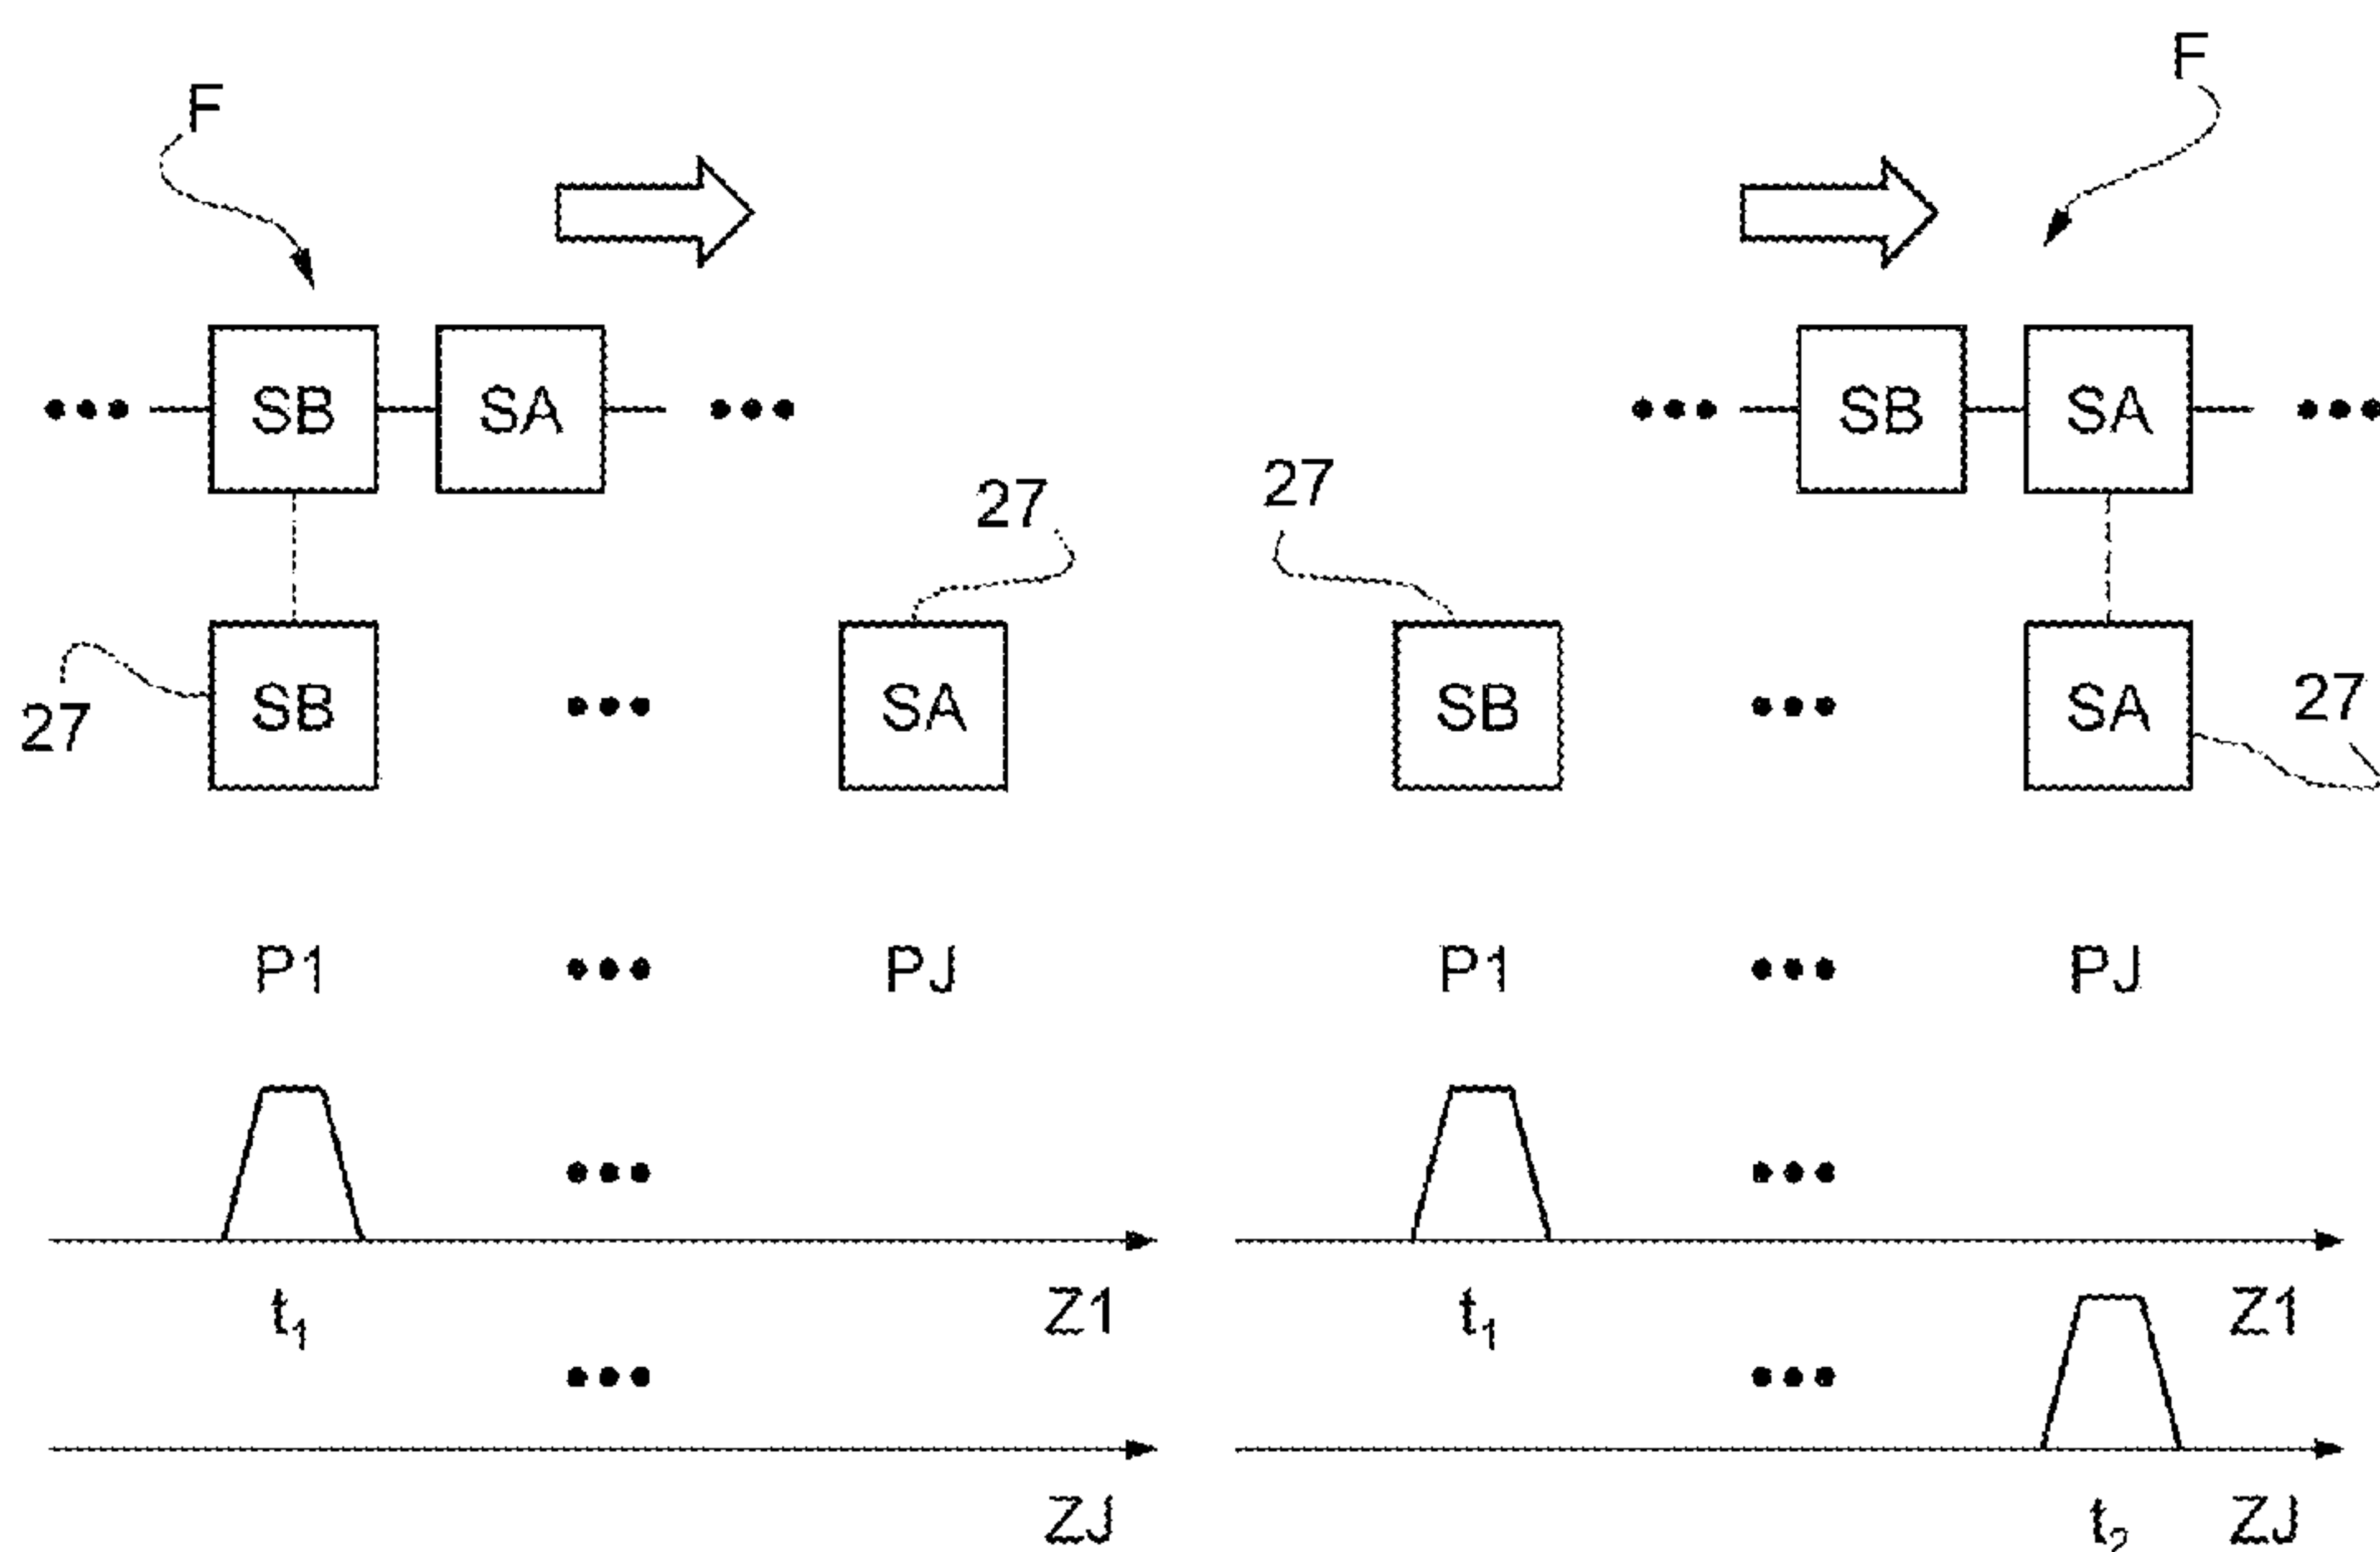 F F
SB SA SB SA
27 27
SB SA SB SA 27
27
P1 PJ P1 PJ
t₁ Z1 t₁ Z1
ZJ t₂ ZJ